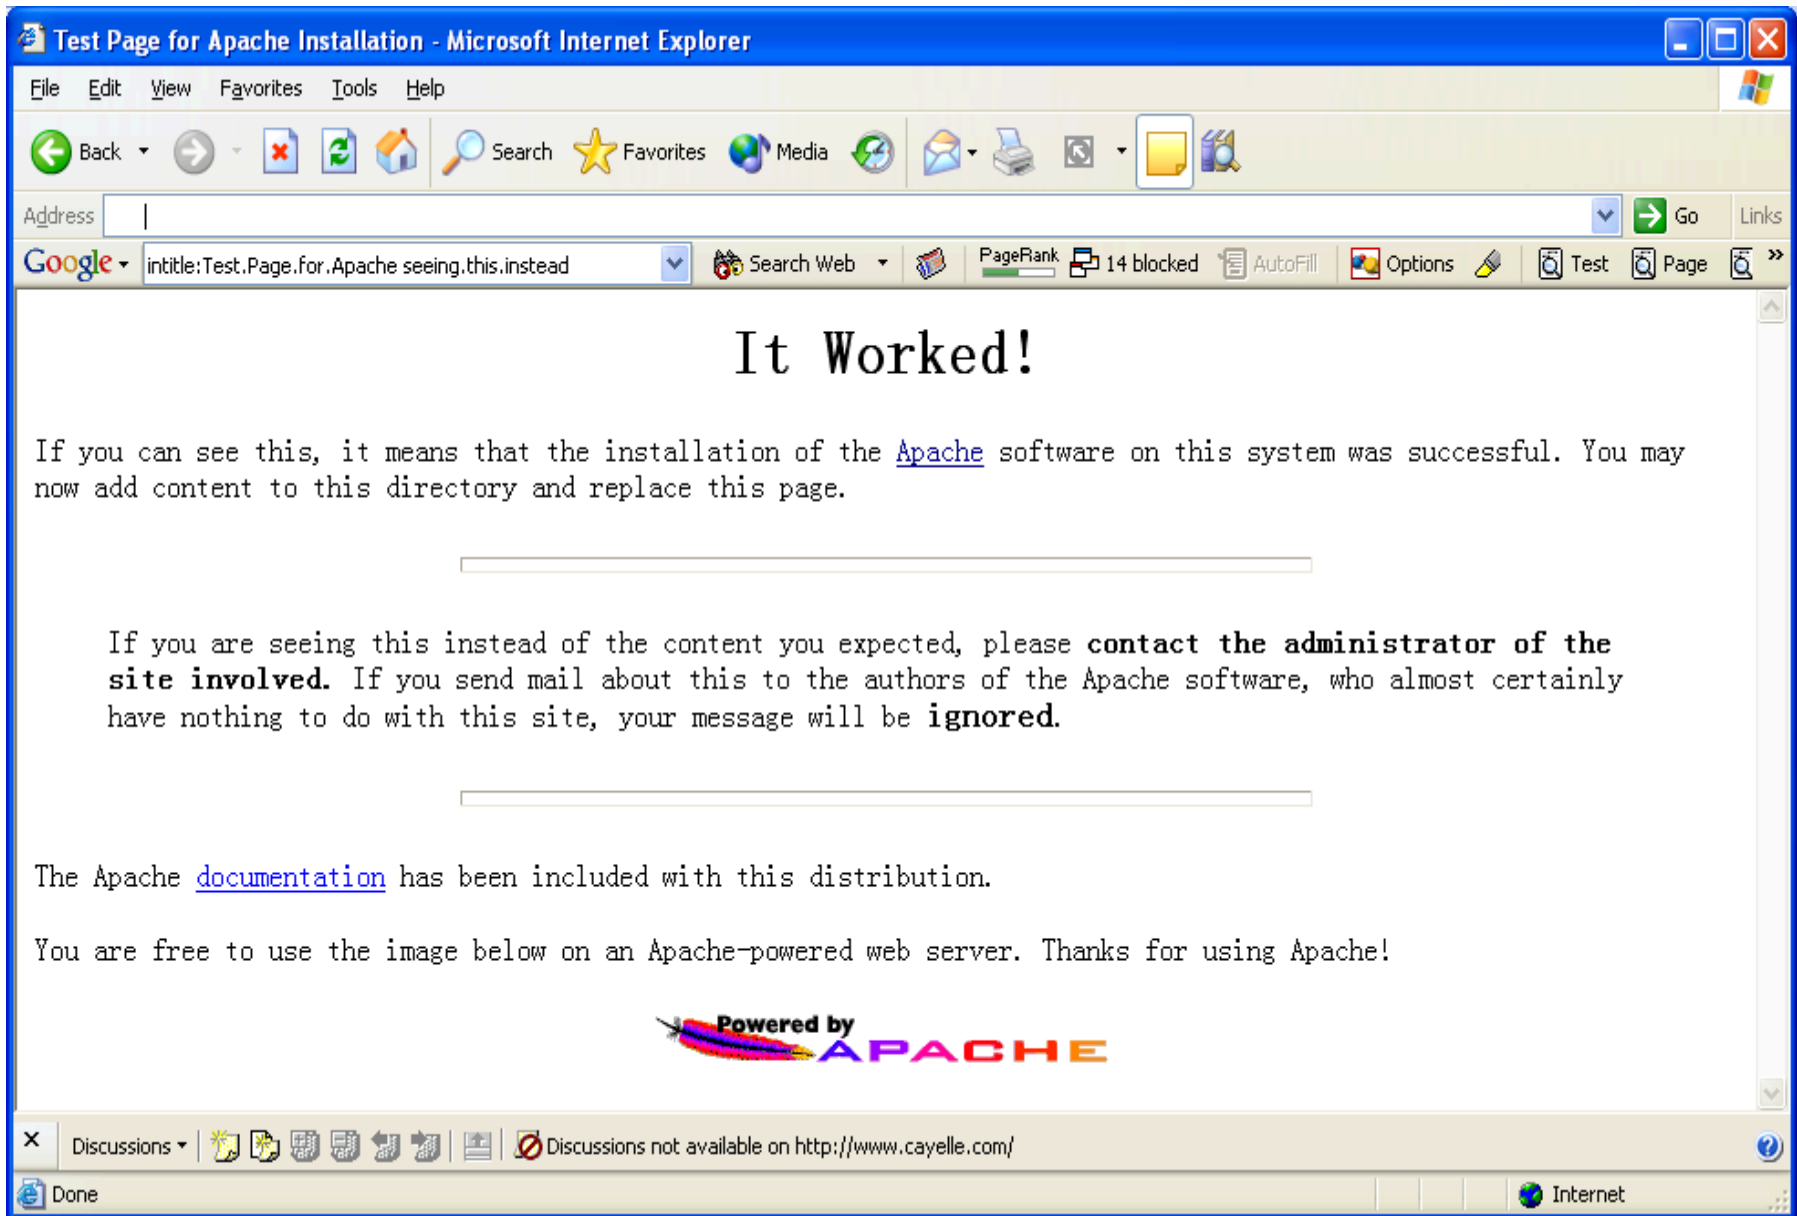 Test Page for Apache Installation - Microsoft Internet Explorer
File Edit View Favorites Tools Help
Back Search Favorites Media
Address Go Links
Google intitle:Test.Page.for.Apache seeing.this.instead Search Web PageRank 14 blocked AutoFill Options Test Page »
It Worked!
If you can see this, it means that the installation of the Apache software on this system was successful. You may
now add content to this directory and replace this page.
If you are seeing this instead of the content you expected, please contact the administrator of the
site involved. If you send mail about this to the authors of the Apache software, who almost certainly
have nothing to do with this site, your message will be ignored.
The Apache documentation has been included with this distribution.
You are free to use the image below on an Apache-powered web server. Thanks for using Apache!
Powered by
APACHE
Discussions Discussions not available on http://www.cayelle.com/
Done Internet